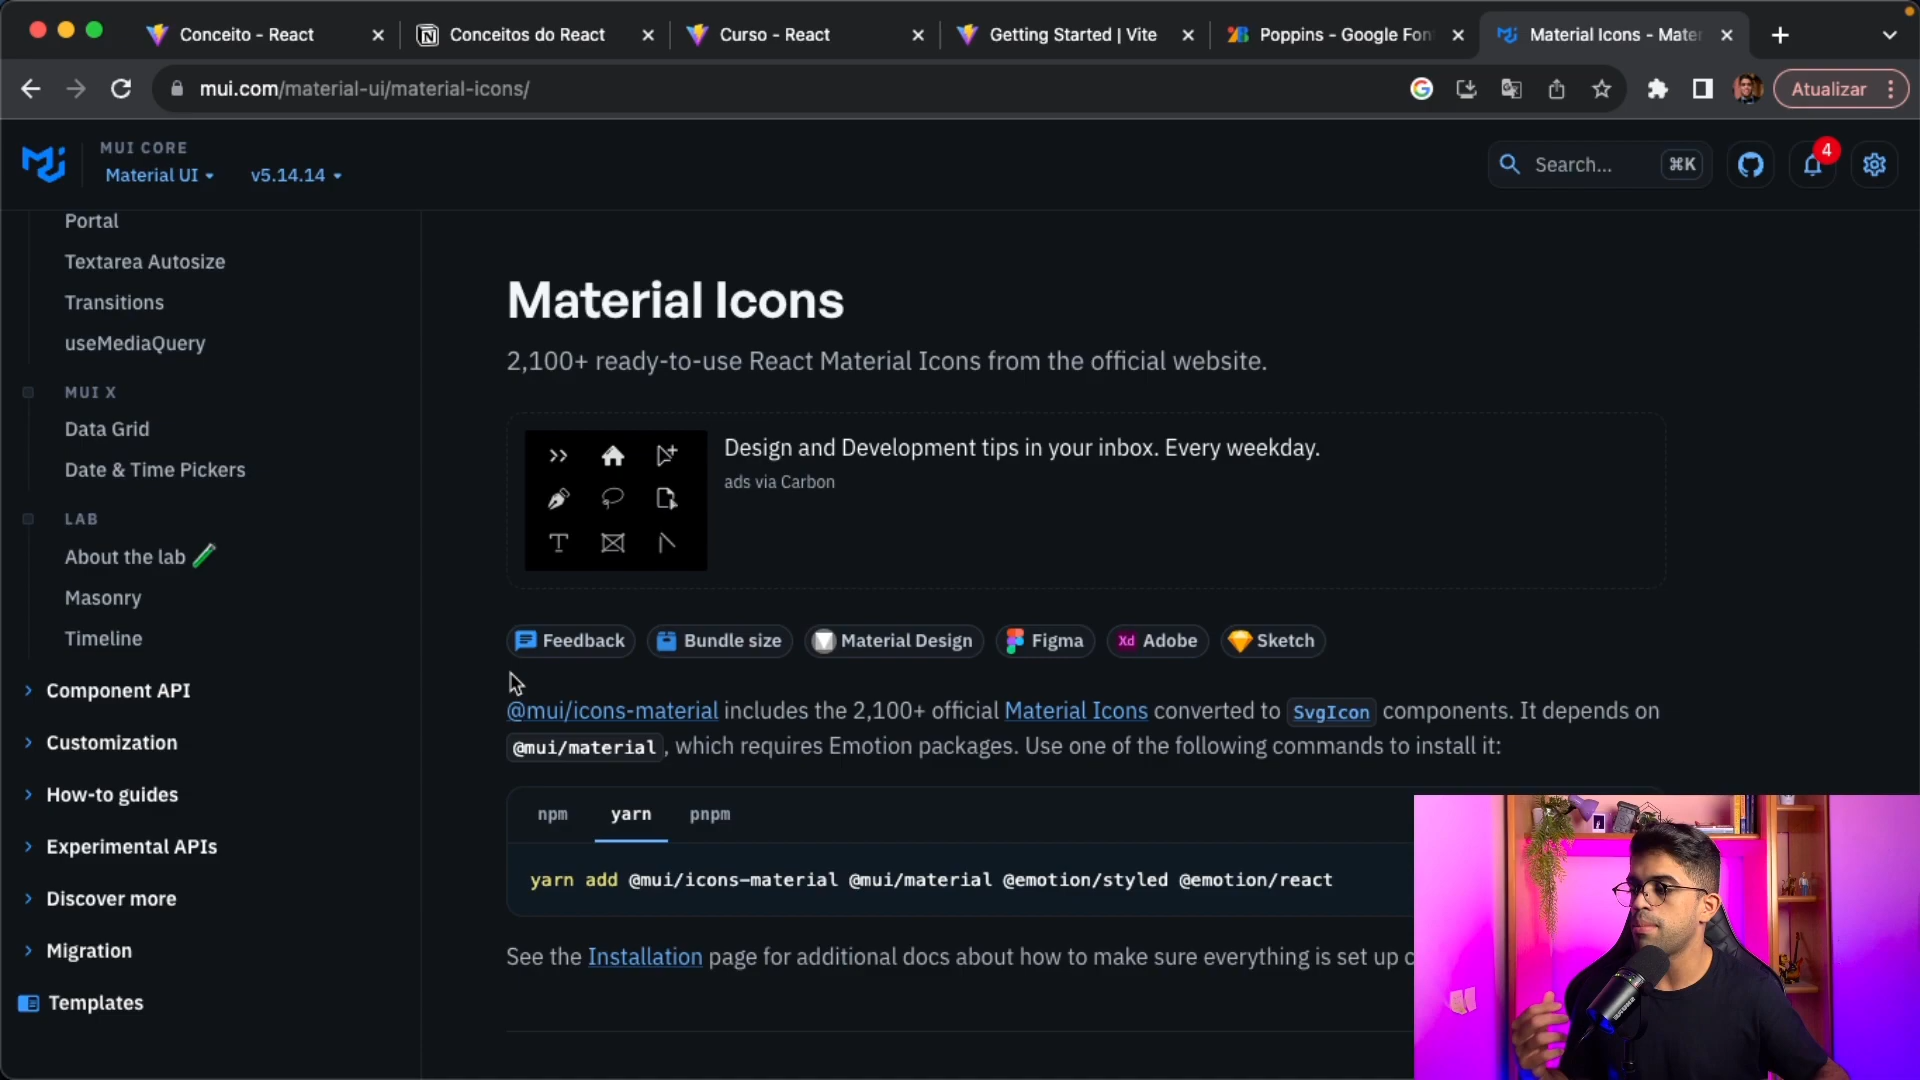 Conceito - React
Conceitos do React
Curso - React
Getting Started | Vite
Poppins - Google Fon
Material Icons - Mater
mui.com/material-ui/material-icons/
Atualizar
MUI CORE
Material UI
v5.14.14
Search...
⌘K
4
Portal
Textarea Autosize
Transitions
useMediaQuery
MUI X
Data Grid
Date & Time Pickers
LAB
About the lab
Masonry
Timeline
Component API
Customization
How-to guides
Experimental APIs
Discover more
Migration
Templates
Material Icons
2,100+ ready-to-use React Material Icons from the official website.
Design and Development tips in your inbox. Every weekday.
ads via Carbon
Feedback
Bundle size
Material Design
Figma
Xd Adobe
Sketch
@mui/icons-material includes the 2,100+ official Material Icons converted to SvgIcon components. It depends on
@mui/material, which requires Emotion packages. Use one of the following commands to install it:
npm
yarn
pnpm
yarn add @mui/icons-material @mui/material @emotion/styled @emotion/react
See the Installation page for additional docs about how to make sure everything is set up c